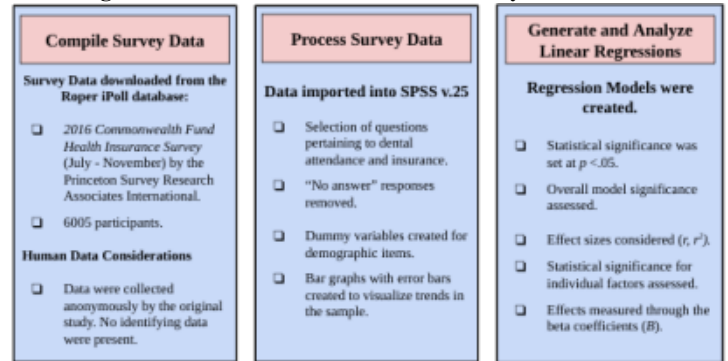 Compile Survey Data
Survey Data downloaded from the
Roper iPoll database:
❏ 2016 Commonwealth Fund
Health Insurance Survey
(July - November) by the
Princeton Survey Research
Associates International.
❏ 6005 participants.
Human Data Considerations
❏ Data were collected
anonymously by the original
study. No identifying data
were present.
Process Survey Data
Data imported into SPSS v.25
❏ Selection of questions
pertaining to dental
attendance and insurance.
❏ “No answer” responses
removed.
❏ Dummy variables created for
demographic items.
❏ Bar graphs with error bars
created to visualize trends in
the sample.
Generate and Analyze
Linear Regressions
Regression Models were
created.
❏ Statistical significance was
set at p <.05.
❏ Overall model significance
assessed.
❏ Effect sizes considered (r, r²).
❏ Statistical significance for
individual factors assessed.
❏ Effects measured through the
beta coefficients (B).